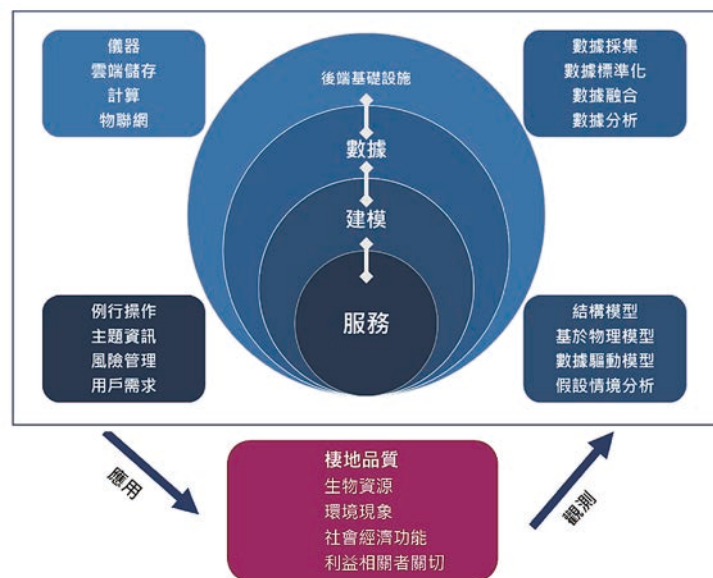 儀器
雲端儲存
計算
物聯網
後端基礎設施
數據
建模
服務
數據採集
數據標準化
數據融合
數據分析
例行操作
主題資訊
風險管理
用戶需求
結構模型
基於物理模型
數據驅動模型
假設情境分析
應用
棲地品質
生物資源
環境現象
社會經濟功能
利益相關者關切
觀測